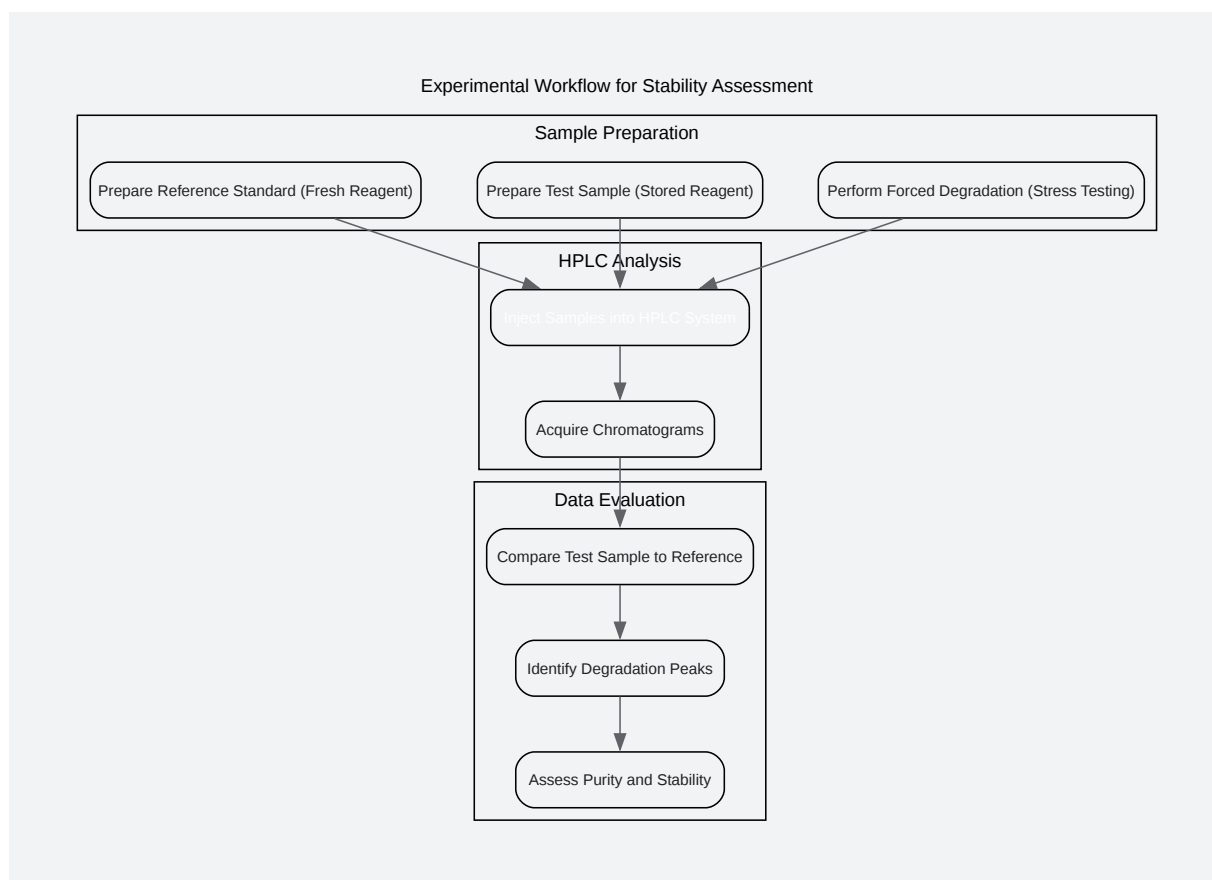 Experimental Workflow for Stability Assessment
Sample Preparation
Prepare Reference Standard (Fresh Reagent)
Prepare Test Sample (Stored Reagent)
Perform Forced Degradation (Stress Testing)
HPLC Analysis
Inject Samples into HPLC System
Acquire Chromatograms
Data Evaluation
Compare Test Sample to Reference
Identify Degradation Peaks
Assess Purity and Stability